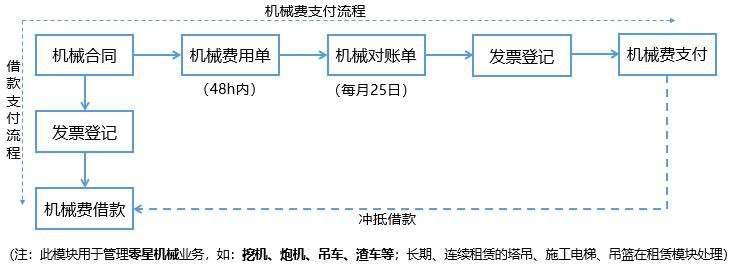 机械费支付流程
借款支付流程
机械合同
机械费用单
机械对账单
发票登记
机械费支付
（48h内）
（每月25日）
发票登记
机械费借款
冲抵借款
（注：此模块用于管理零星机械业务，如：挖机、炮机、吊车、渣车等；长期、连续租赁的塔吊、施工电梯、吊篮在租赁模块处理）